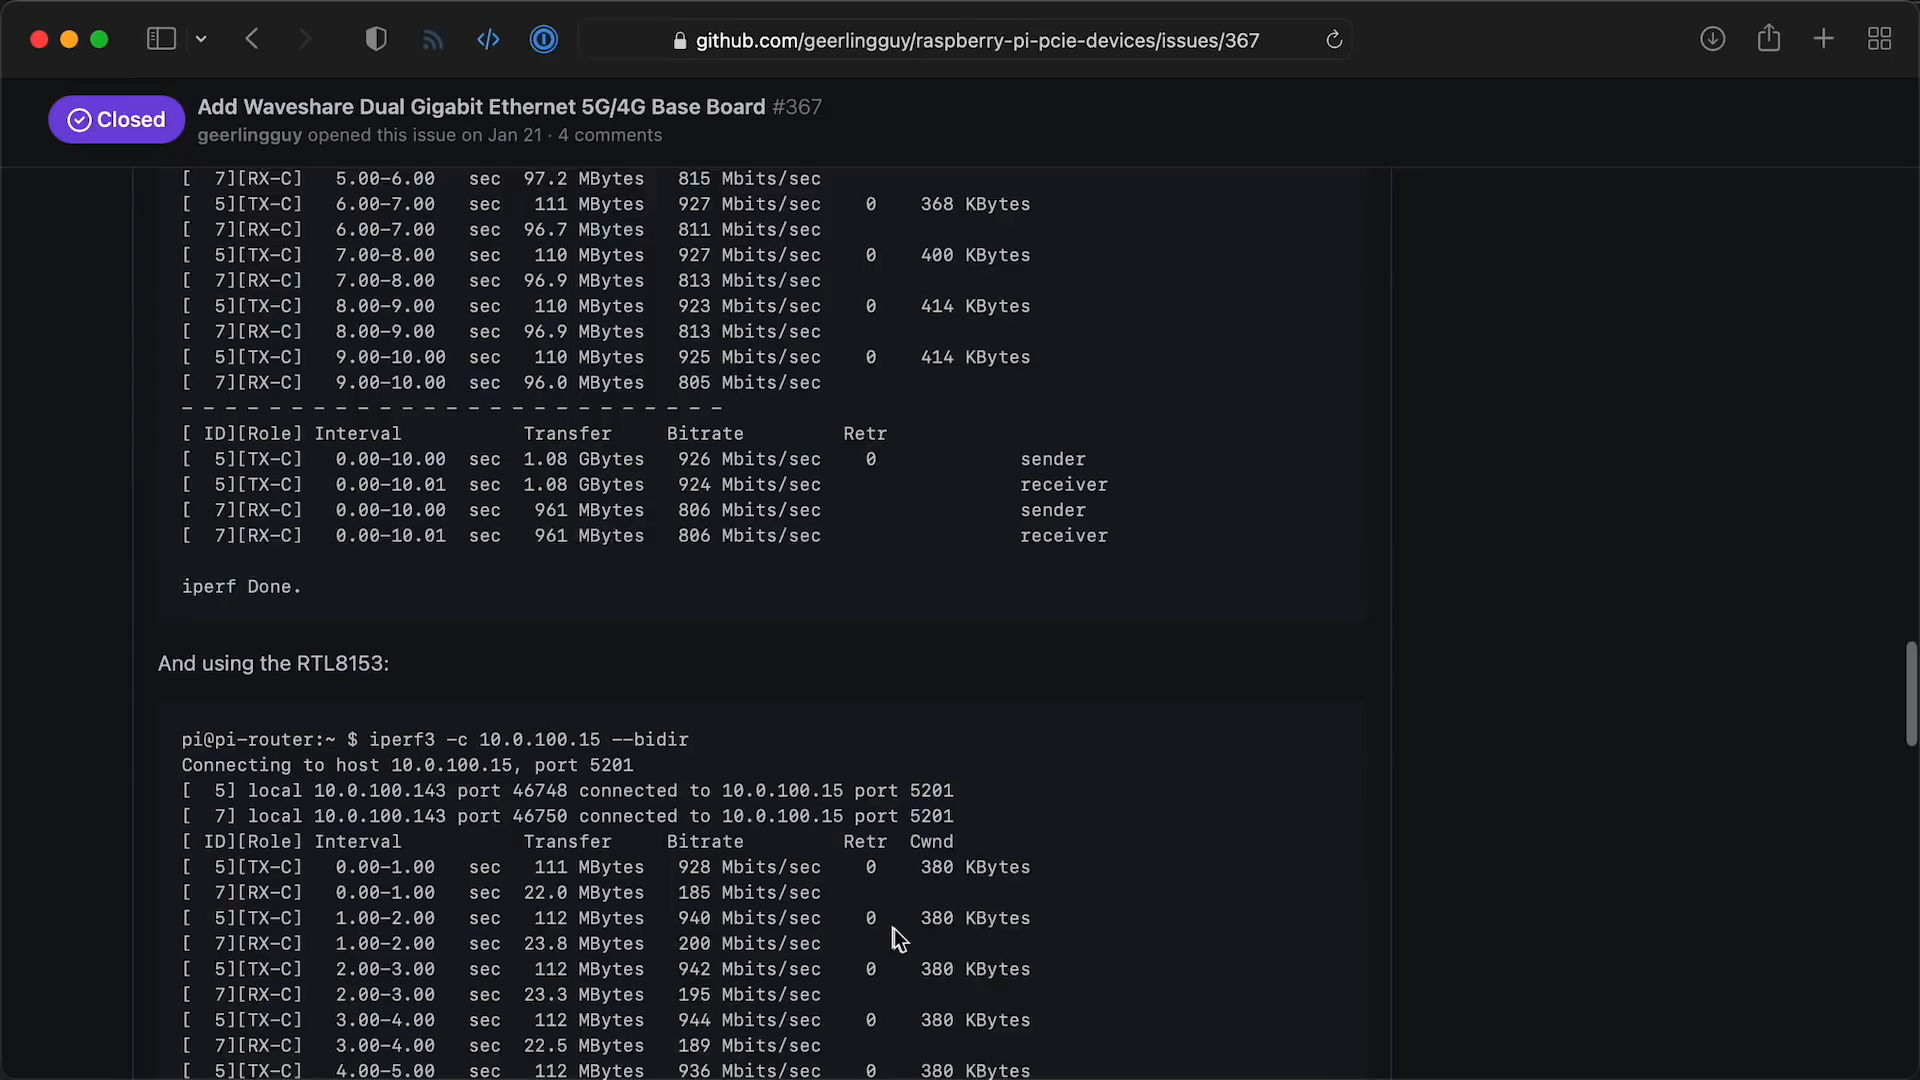 github.com/geerlingguy/raspberry-pi-pcie-devices/issues/367
Closed
Add Waveshare Dual Gigabit Ethernet 5G/4G Base Board #367
geerlingguy opened this issue on Jan 21 · 4 comments
[  7][RX-C]   5.00-6.00   sec  97.2 MBytes   815 Mbits/sec
[  5][TX-C]   6.00-7.00   sec   111 MBytes   927 Mbits/sec    0    368 KBytes
[  7][RX-C]   6.00-7.00   sec  96.7 MBytes   811 Mbits/sec
[  5][TX-C]   7.00-8.00   sec   110 MBytes   927 Mbits/sec    0    400 KBytes
[  7][RX-C]   7.00-8.00   sec  96.9 MBytes   813 Mbits/sec
[  5][TX-C]   8.00-9.00   sec   110 MBytes   923 Mbits/sec    0    414 KBytes
[  7][RX-C]   8.00-9.00   sec  96.9 MBytes   813 Mbits/sec
[  5][TX-C]   9.00-10.00  sec   110 MBytes   925 Mbits/sec    0    414 KBytes
[  7][RX-C]   9.00-10.00  sec  96.0 MBytes   805 Mbits/sec
- - - - - - - - - - - - - - - - - - - - - - - - -
[ ID][Role] Interval           Transfer     Bitrate         Retr
[  5][TX-C]   0.00-10.00  sec  1.08 GBytes   926 Mbits/sec    0             sender
[  5][TX-C]   0.00-10.01  sec  1.08 GBytes   924 Mbits/sec                  receiver
[  7][RX-C]   0.00-10.00  sec   961 MBytes   806 Mbits/sec                  sender
[  7][RX-C]   0.00-10.01  sec   961 MBytes   806 Mbits/sec                  receiver
iperf Done.
And using the RTL8153:
pi@pi-router:~ $ iperf3 -c 10.0.100.15 --bidir
Connecting to host 10.0.100.15, port 5201
[  5] local 10.0.100.143 port 46748 connected to 10.0.100.15 port 5201
[  7] local 10.0.100.143 port 46750 connected to 10.0.100.15 port 5201
[ ID][Role] Interval           Transfer     Bitrate         Retr  Cwnd
[  5][TX-C]   0.00-1.00   sec   111 MBytes   928 Mbits/sec    0    380 KBytes
[  7][RX-C]   0.00-1.00   sec  22.0 MBytes   185 Mbits/sec
[  5][TX-C]   1.00-2.00   sec   112 MBytes   940 Mbits/sec    0    380 KBytes
[  7][RX-C]   1.00-2.00   sec  23.8 MBytes   200 Mbits/sec
[  5][TX-C]   2.00-3.00   sec   112 MBytes   942 Mbits/sec    0    380 KBytes
[  7][RX-C]   2.00-3.00   sec  23.3 MBytes   195 Mbits/sec
[  5][TX-C]   3.00-4.00   sec   112 MBytes   944 Mbits/sec    0    380 KBytes
[  7][RX-C]   3.00-4.00   sec  22.5 MBytes   189 Mbits/sec
[  5][TX-C]   4.00-5.00   sec   112 MBytes   936 Mbits/sec    0    380 KBytes